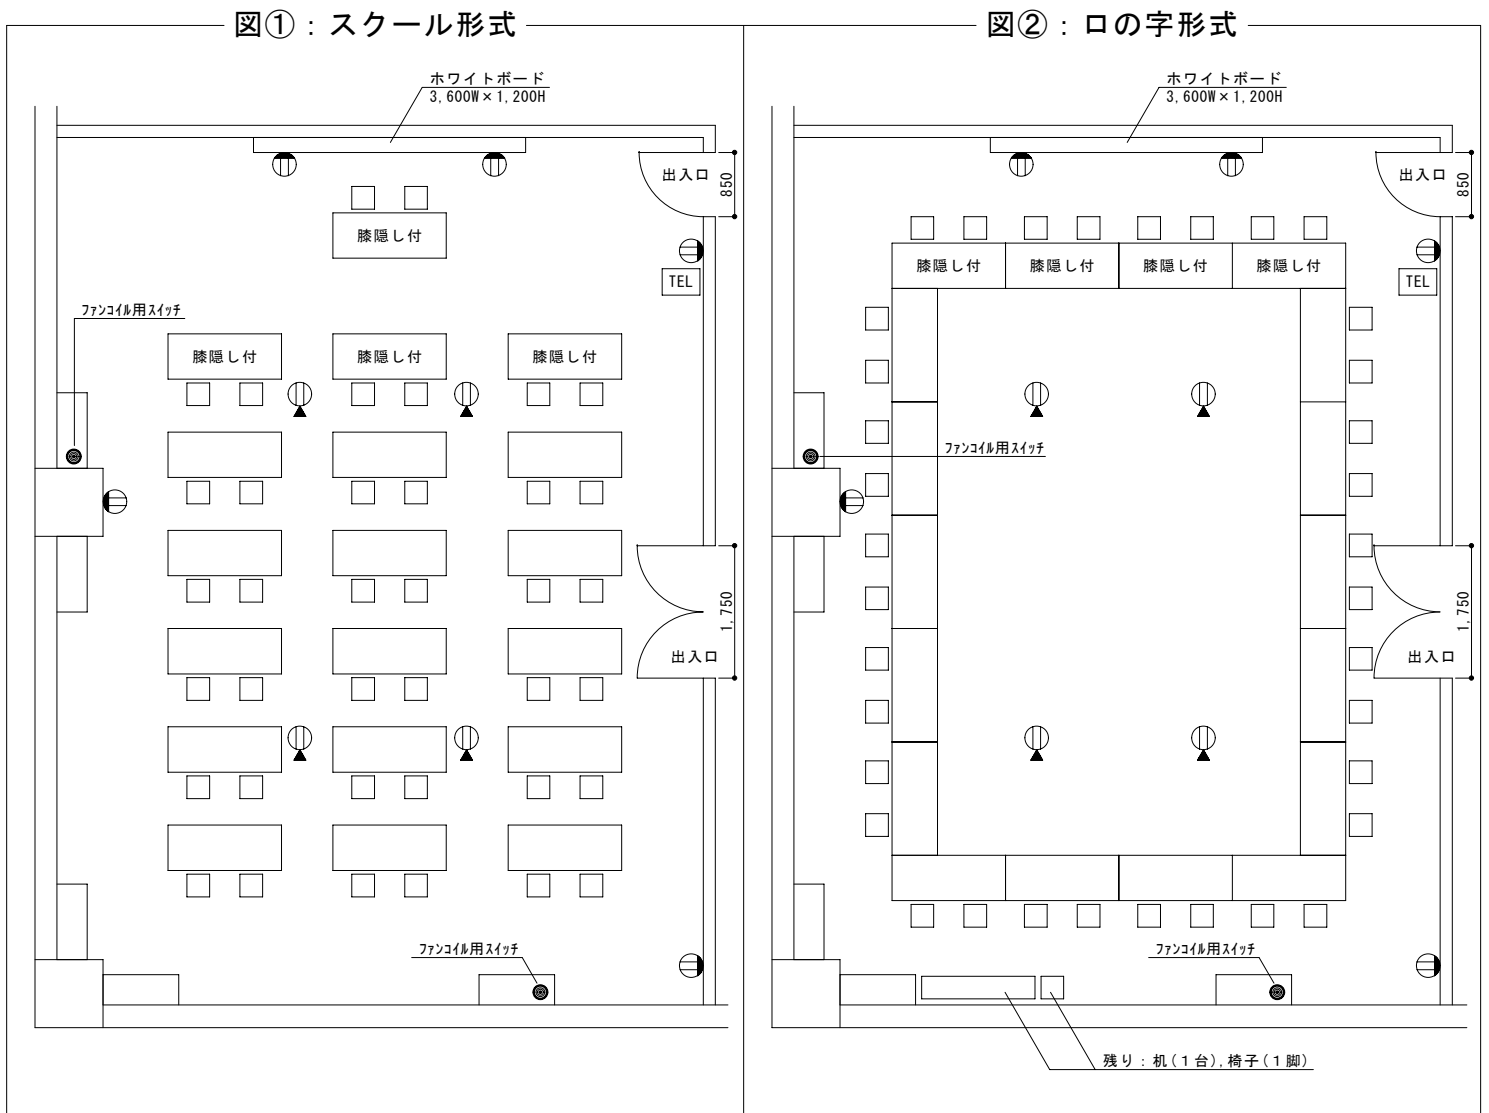 図①：スクール形式
ホワイトボード
3,600W×1,200H
出入口
850
膝隠し付
TEL
ファンコイル用スイッチ
膝隠し付
膝隠し付
膝隠し付
1,750
出入口
ファンコイル用スイッチ
図②：ロの字形式
ホワイトボード
3,600W×1,200H
出入口
850
膝隠し付
膝隠し付
膝隠し付
膝隠し付
TEL
ファンコイル用スイッチ
1,750
出入口
ファンコイル用スイッチ
残り：机(1台),椅子(1脚)